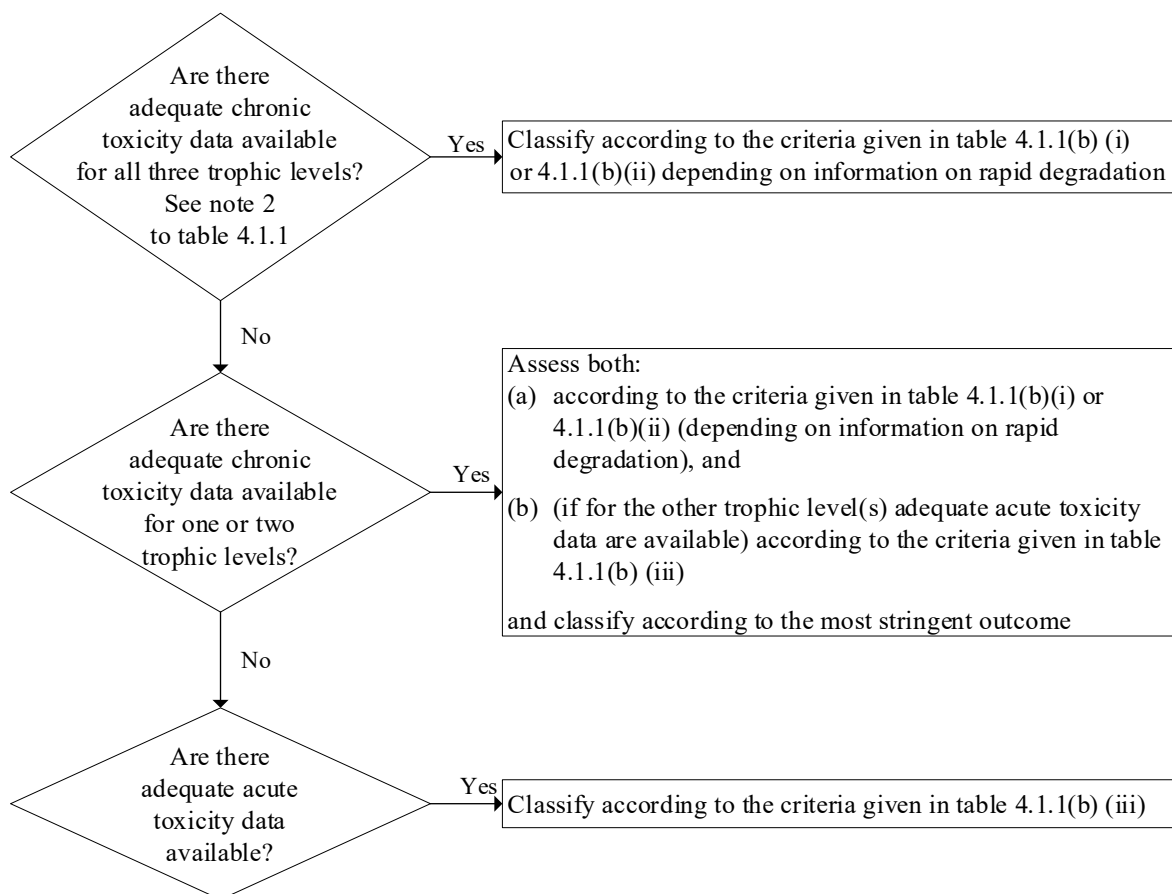 Are there
adequate chronic
toxicity data available
for all three trophic levels?
See note 2
to table 4.1.1
Yes
Classify according to the criteria given in table 4.1.1(b) (i)
or 4.1.1(b)(ii) depending on information on rapid degradation
No
Are there
adequate chronic
toxicity data available
for one or two
trophic levels?
Yes
Assess both:
(a) according to the criteria given in table 4.1.1(b)(i) or
4.1.1(b)(ii) (depending on information on rapid
degradation), and
(b) (if for the other trophic level(s) adequate acute toxicity
data are available) according to the criteria given in table
4.1.1(b) (iii)
and classify according to the most stringent outcome
No
Are there
adequate acute
toxicity data
available?
Yes
Classify according to the criteria given in table 4.1.1(b) (iii)